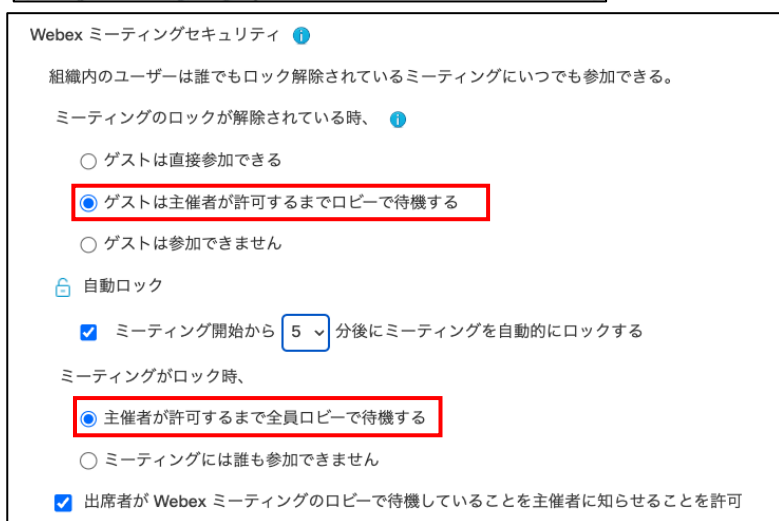 Webex ミーティングセキュリティ
組織内のユーザーは誰でもロック解除されているミーティングにいつでも参加できる。
ミーティングのロックが解除されている時、
ゲストは直接参加できる
ゲストは主催者が許可するまでロビーで待機する
ゲストは参加できません
自動ロック
ミーティング開始から 5 分後にミーティングを自動的にロックする
ミーティングがロック時、
主催者が許可するまで全員ロビーで待機する
ミーティングには誰も参加できません
出席者が Webex ミーティングのロビーで待機していることを主催者に知らせることを許可